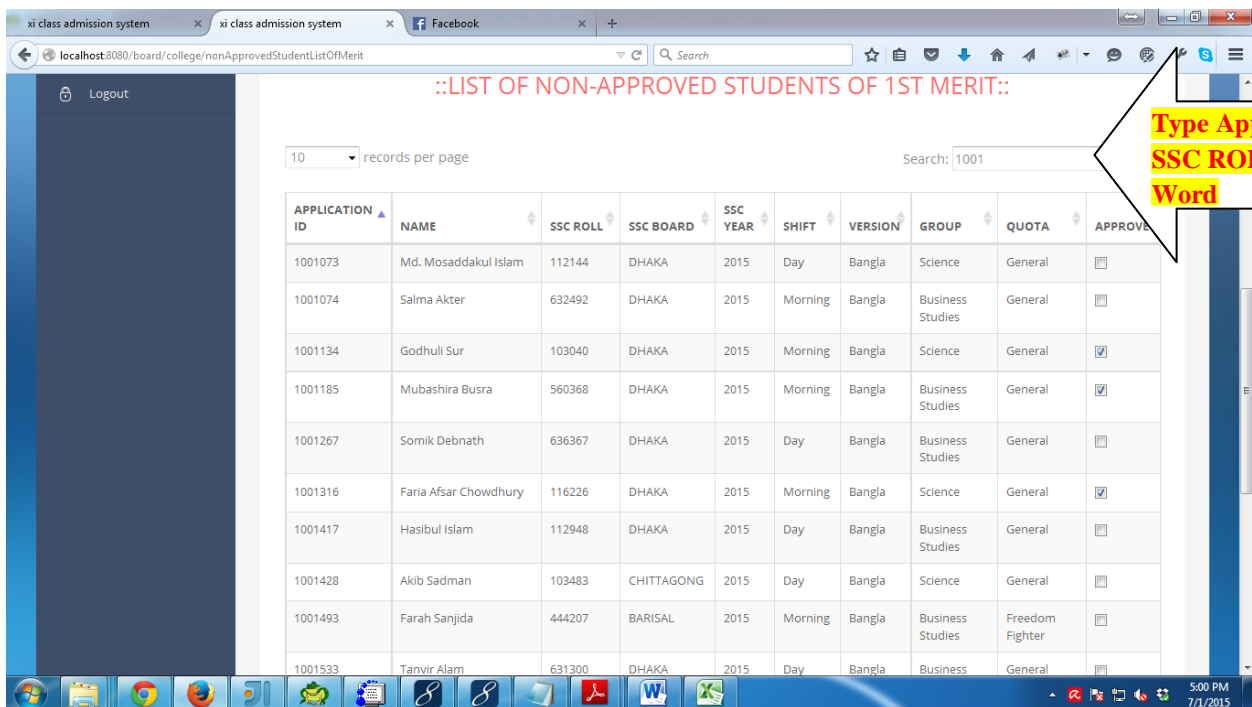 xi class admission system × xi class admission system × Facebook × +
localhost:8080/board/college/nonApprovedStudentListOfMerit Search
Logout
::LIST OF NON-APPROVED STUDENTS OF 1ST MERIT::
10 records per page Search: 1001
Type Ap
SSC RO
Word
APPLICATION ID NAME SSC ROLL SSC BOARD SSC YEAR SHIFT VERSION GROUP QUOTA APPROVE
1001073 Md. Mosaddakul Islam 112144 DHAKA 2015 Day Bangla Science General
1001074 Salma Akter 632492 DHAKA 2015 Morning Bangla Business Studies General
1001134 Godhuli Sur 103040 DHAKA 2015 Morning Bangla Science General
1001185 Mubashira Busra 560368 DHAKA 2015 Morning Bangla Business Studies General
1001267 Somik Debnath 636367 DHAKA 2015 Day Bangla Business Studies General
1001316 Faria Afsar Chowdhury 116226 DHAKA 2015 Morning Bangla Science General
1001417 Hasibul Islam 112948 DHAKA 2015 Day Bangla Business Studies General
1001428 Akib Sadman 103483 CHITTAGONG 2015 Day Bangla Science General
1001493 Farah Sanjida 444207 BARISAL 2015 Morning Bangla Business Studies Freedom Fighter
1001533 Tanvir Alam 631300 DHAKA 2015 Day Bangla Business General
5:00 PM
7/1/2015